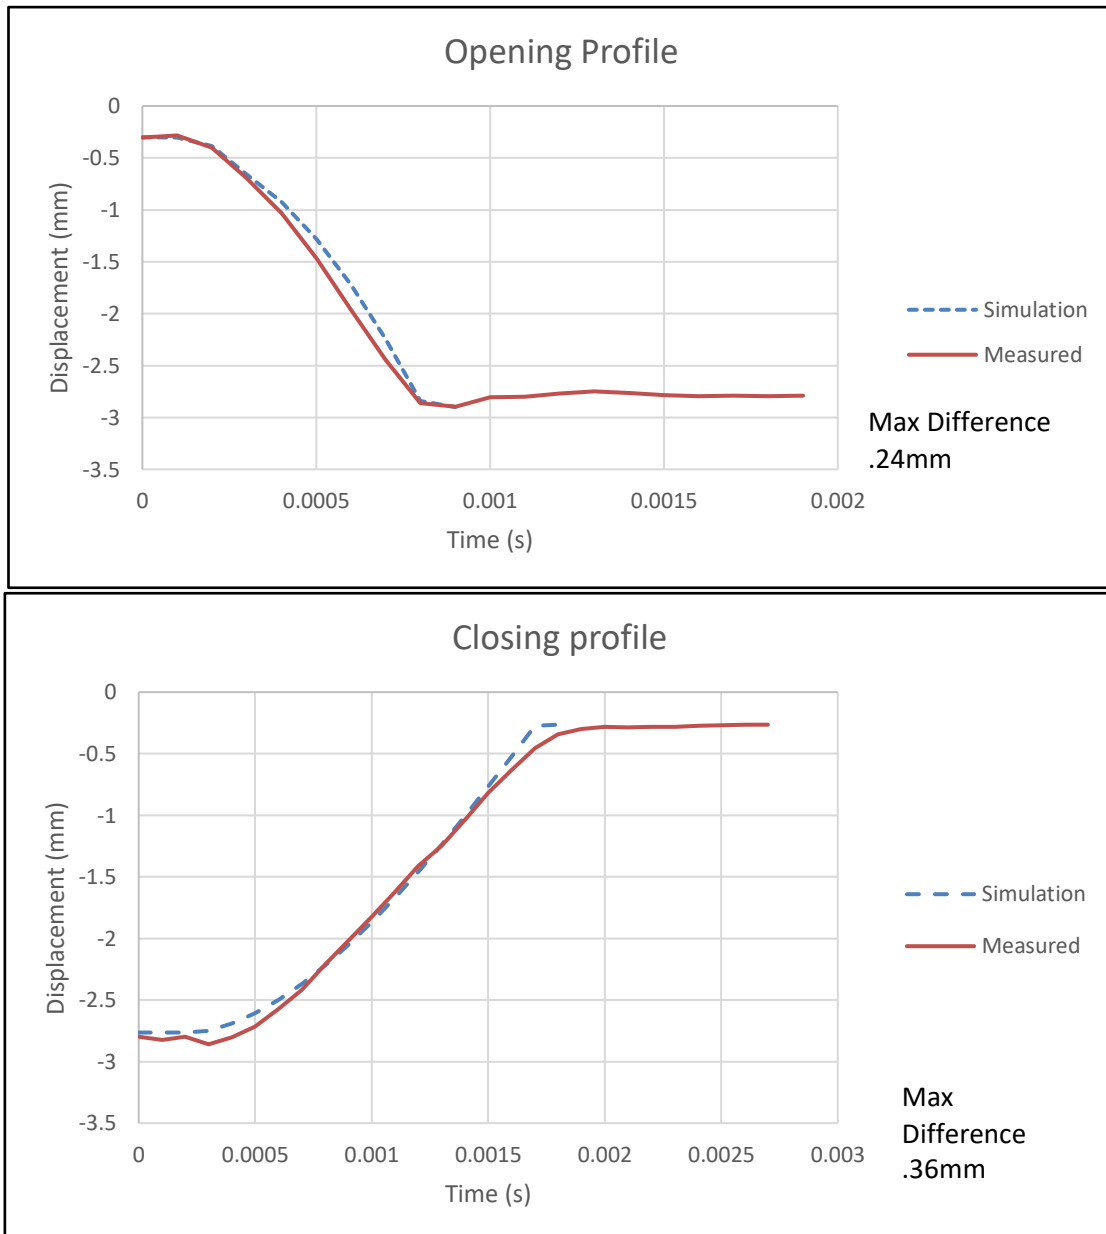 Opening Profile
0
-0.5
-1
-1.5
-2
-2.5
-3
-3.5
Displacement (mm)
0 0.0005 0.001 0.0015 0.002
Time (s)
Simulation
Measured
Max Difference
.24mm
Closing profile
0
-0.5
-1
-1.5
-2
-2.5
-3
-3.5
Displacement (mm)
0 0.0005 0.001 0.0015 0.002 0.0025 0.003
Time (s)
Simulation
Measured
Max
Difference
.36mm